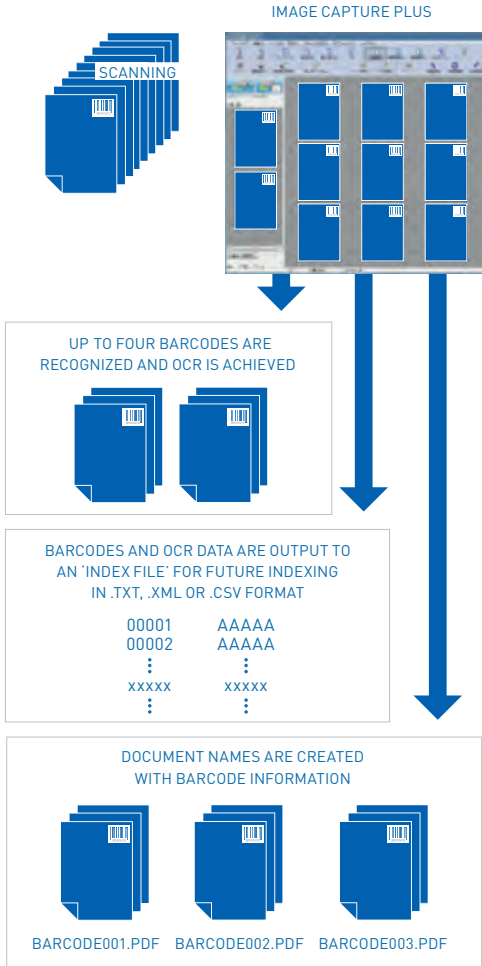 IMAGE CAPTURE PLUS
SCANNING
UP TO FOUR BARCODES ARE
RECOGNIZED AND OCR IS ACHIEVED
BARCODES AND OCR DATA ARE OUTPUT TO
AN ‘INDEX FILE’ FOR FUTURE INDEXING
IN .TXT, .XML OR .CSV FORMAT
00001 AAAAA
00002 AAAAA
xxxxx xxxxx
DOCUMENT NAMES ARE CREATED
WITH BARCODE INFORMATION
BARCODE001.PDF BARCODE002.PDF BARCODE003.PDF